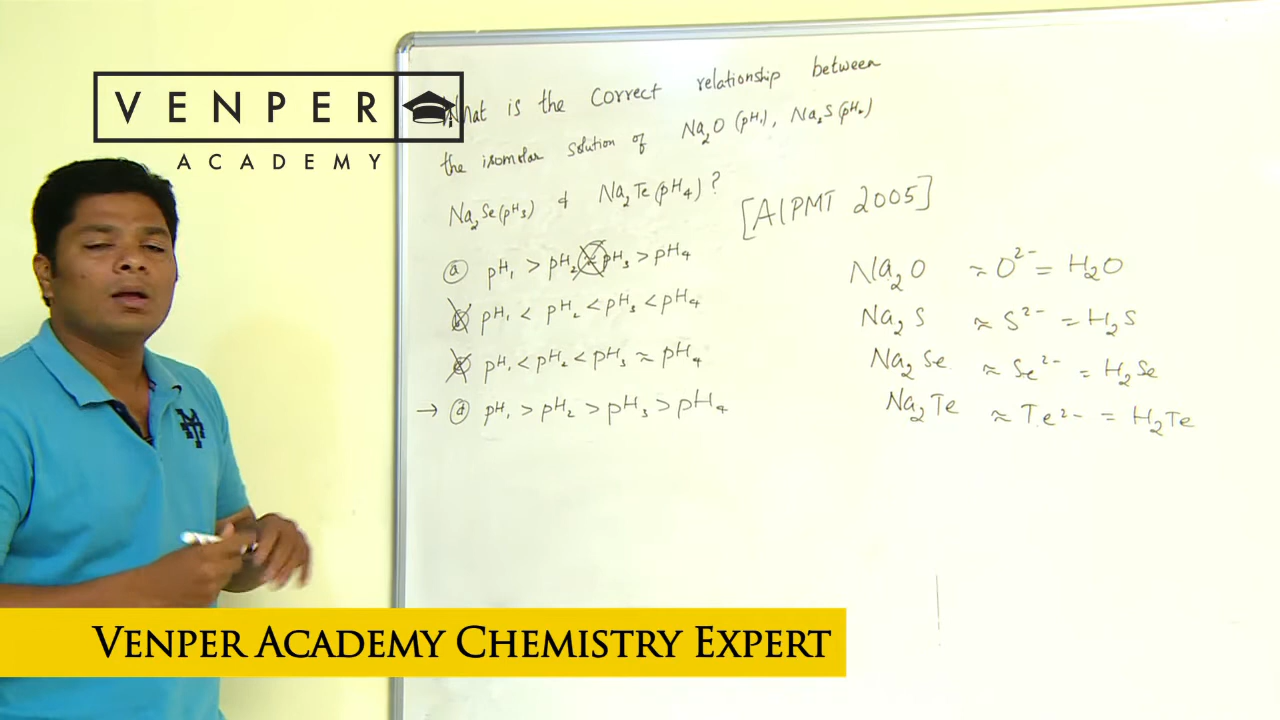 VENPER
ACADEMY
What is the correct relationship between
the isomolar solution of Na₂O (pH₁), Na₂S (pH₂)
Na₂Se (pH₃) & Na₂Te (pH₄)?
[AIPMT 2005]
ⓐ pH₁ > pH₂ ≈ pH₃ > pH₄
ⓑ pH₁ < pH₂ < pH₃ < pH₄
ⓒ pH₁ < pH₂ < pH₃ ≈ pH₄
→ ⓓ pH₁ > pH₂ > pH₃ > pH₄
Na₂O ≈ O²⁻ = H₂O
Na₂S ≈ S²⁻ = H₂S
Na₂Se ≈ Se²⁻ = H₂Se
Na₂Te ≈ Te²⁻ = H₂Te
VENPER ACADEMY CHEMISTRY EXPERT